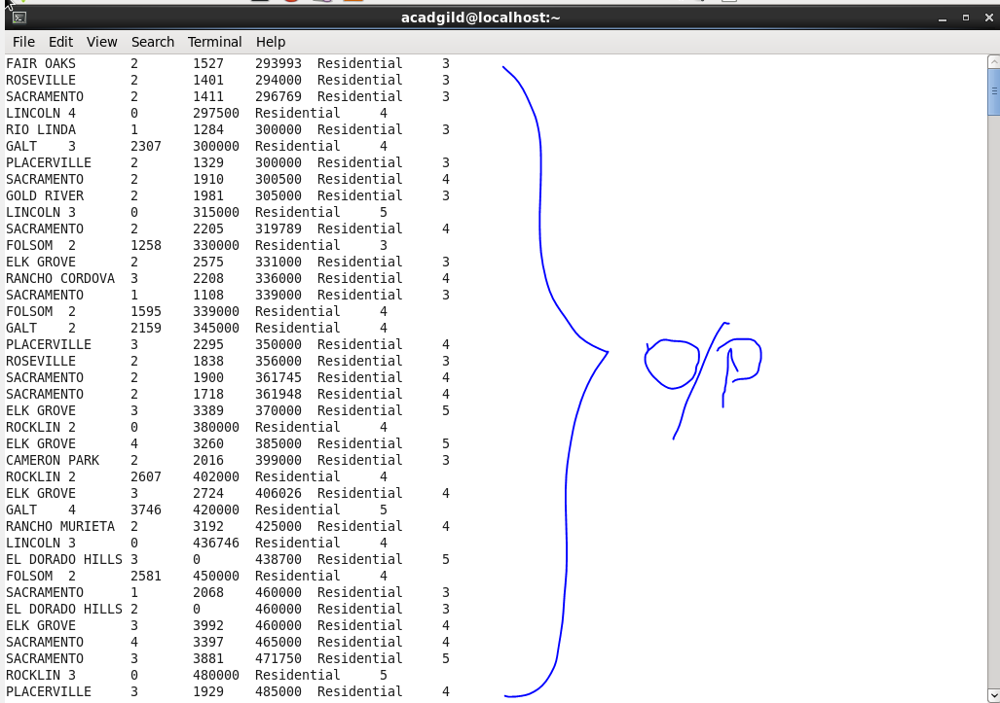 acadgild@localhost:~
File Edit View Search Terminal Help
FAIR OAKS 2 1527 293993 Residential 3
ROSEVILLE 2 1401 294000 Residential 3
SACRAMENTO 2 1411 296769 Residential 3
LINCOLN 4 0 297500 Residential 4
RIO LINDA 1 1284 300000 Residential 3
GALT 3 2307 300000 Residential 4
PLACERVILLE 2 1329 300000 Residential 3
SACRAMENTO 2 1910 300500 Residential 4
GOLD RIVER 2 1981 305000 Residential 3
LINCOLN 3 0 315000 Residential 5
SACRAMENTO 2 2205 319789 Residential 4
FOLSOM 2 1258 330000 Residential 3
ELK GROVE 2 2575 331000 Residential 3
RANCHO CORDOVA 3 2208 336000 Residential 4
SACRAMENTO 1 1108 339000 Residential 3
FOLSOM 2 1595 339000 Residential 4
GALT 2 2159 345000 Residential 4
PLACERVILLE 3 2295 350000 Residential 4
ROSEVILLE 2 1838 356000 Residential 3
SACRAMENTO 2 1900 361745 Residential 4
SACRAMENTO 2 1718 361948 Residential 4
ELK GROVE 3 3389 370000 Residential 5
ROCKLIN 2 0 380000 Residential 4
ELK GROVE 4 3260 385000 Residential 5
CAMERON PARK 2 2016 399000 Residential 3
ROCKLIN 2 2607 402000 Residential 4
ELK GROVE 3 2724 406026 Residential 4
GALT 4 3746 420000 Residential 5
RANCHO MURIETA 2 3192 425000 Residential 4
LINCOLN 3 0 436746 Residential 4
EL DORADO HILLS 3 0 438700 Residential 5
FOLSOM 2 2581 450000 Residential 4
SACRAMENTO 1 2068 460000 Residential 3
EL DORADO HILLS 2 0 460000 Residential 3
ELK GROVE 3 3992 460000 Residential 4
SACRAMENTO 4 3397 465000 Residential 4
SACRAMENTO 3 3881 471750 Residential 5
ROCKLIN 3 0 480000 Residential 5
PLACERVILLE 3 1929 485000 Residential 4
O/P